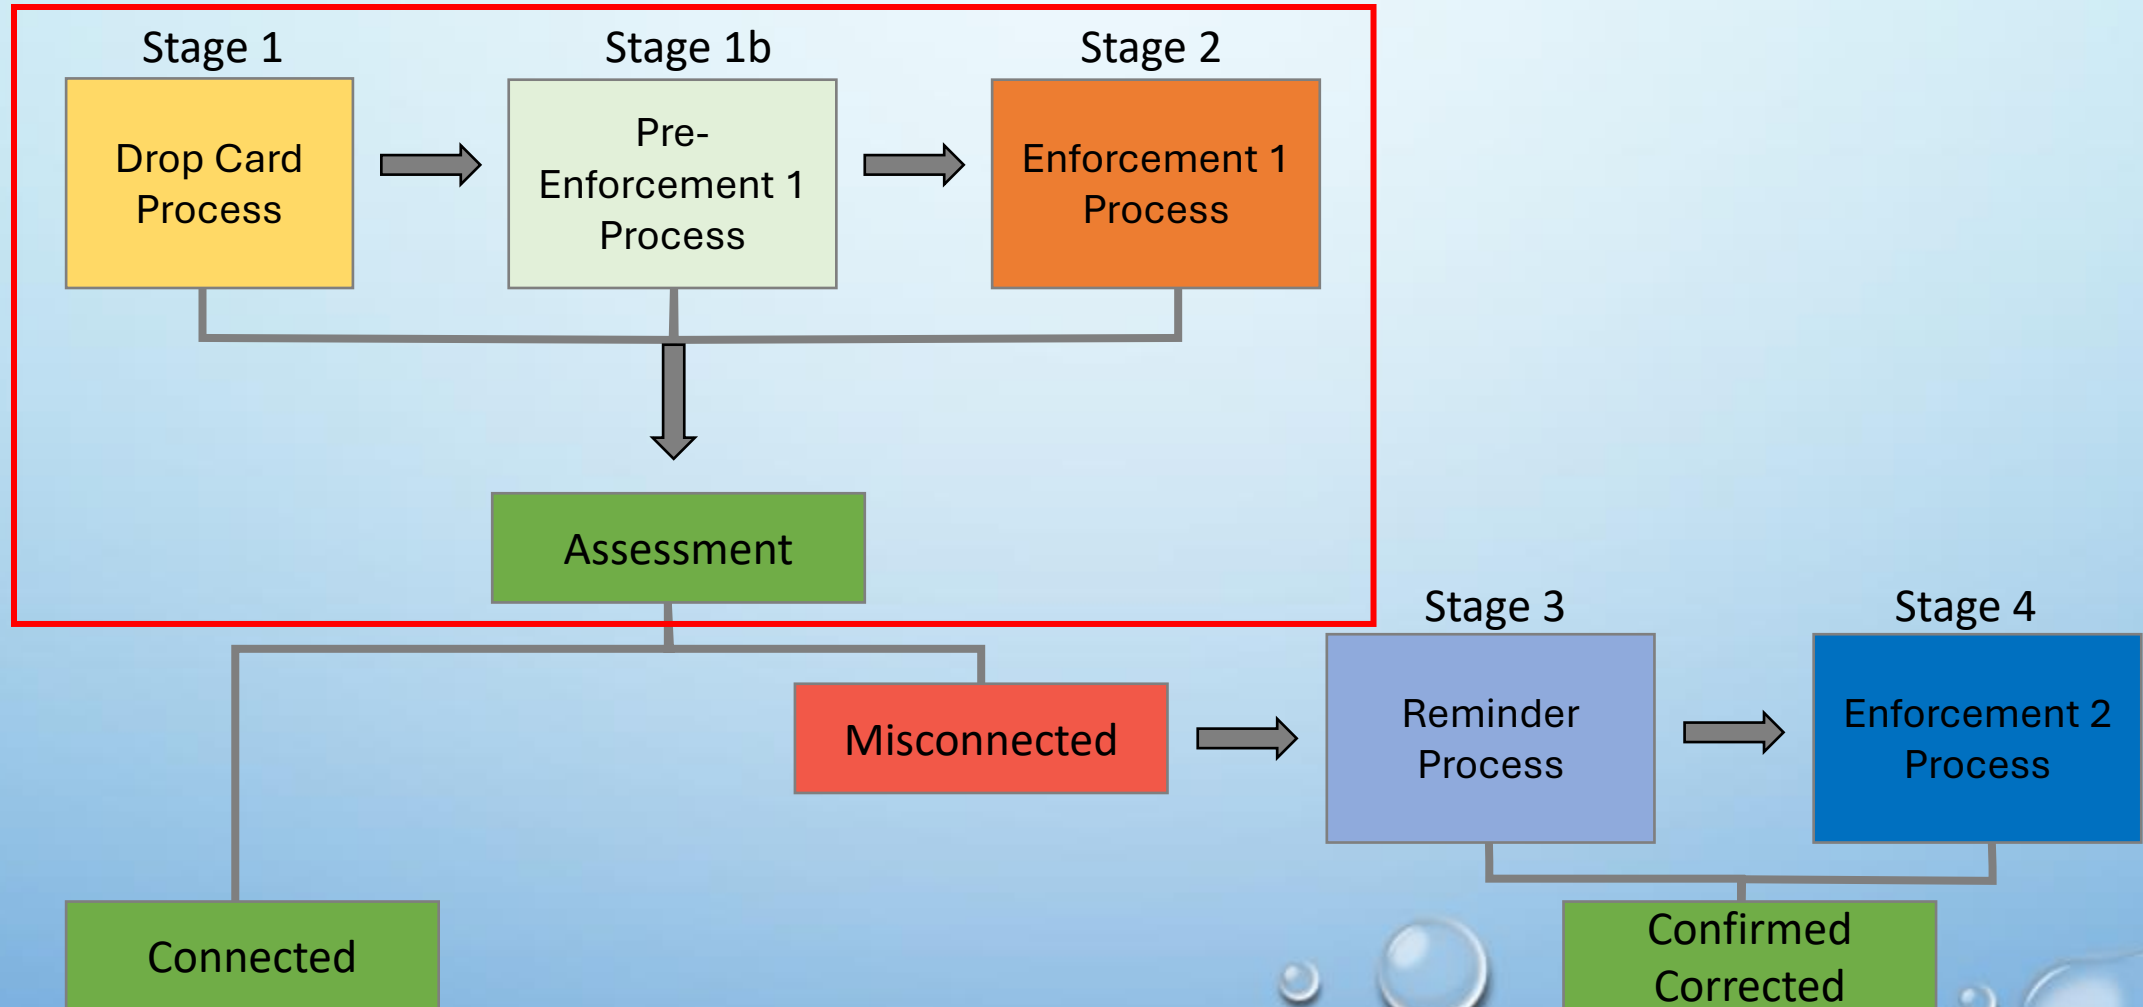 Stage 1
Stage 1b
Stage 2
Drop Card
Process
Pre-
Enforcement 1
Process
Enforcement 1
Process
Assessment
Stage 3
Stage 4
Misconnected
Reminder
Process
Enforcement 2
Process
Connected
Confirmed
Corrected